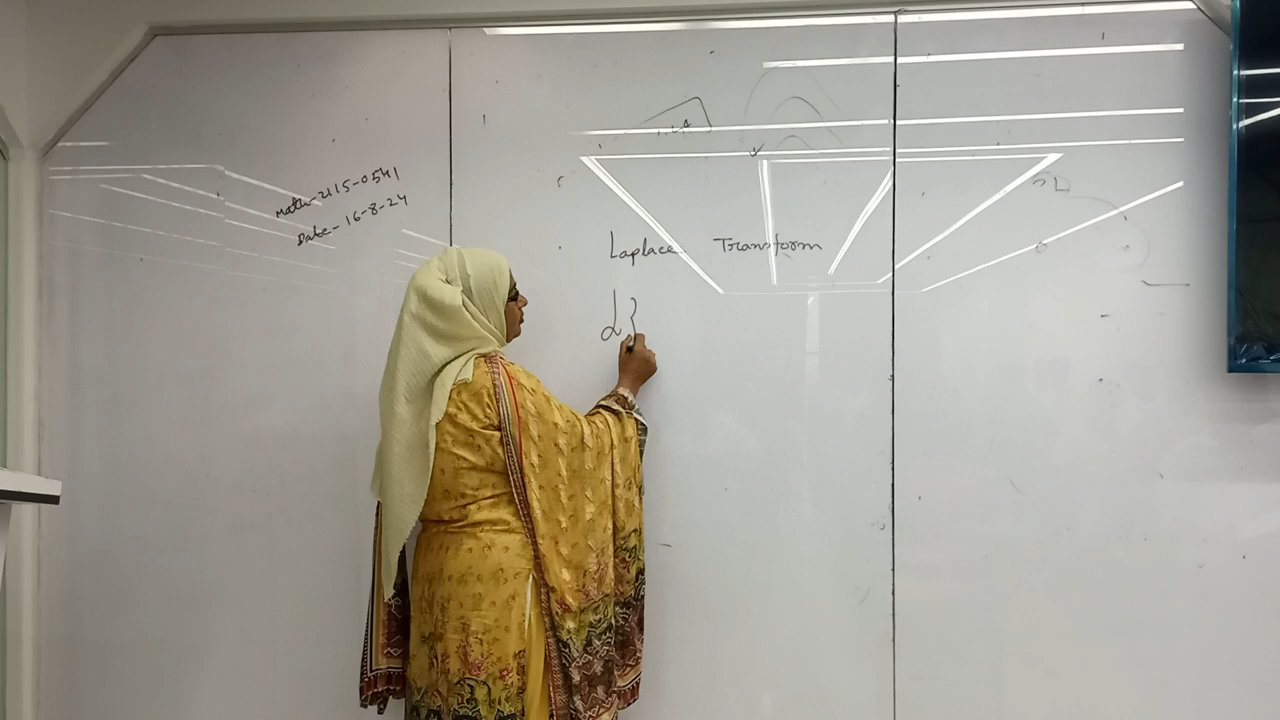 Math-2115-0541
Date-16-8-24
Laplace Transform
L{